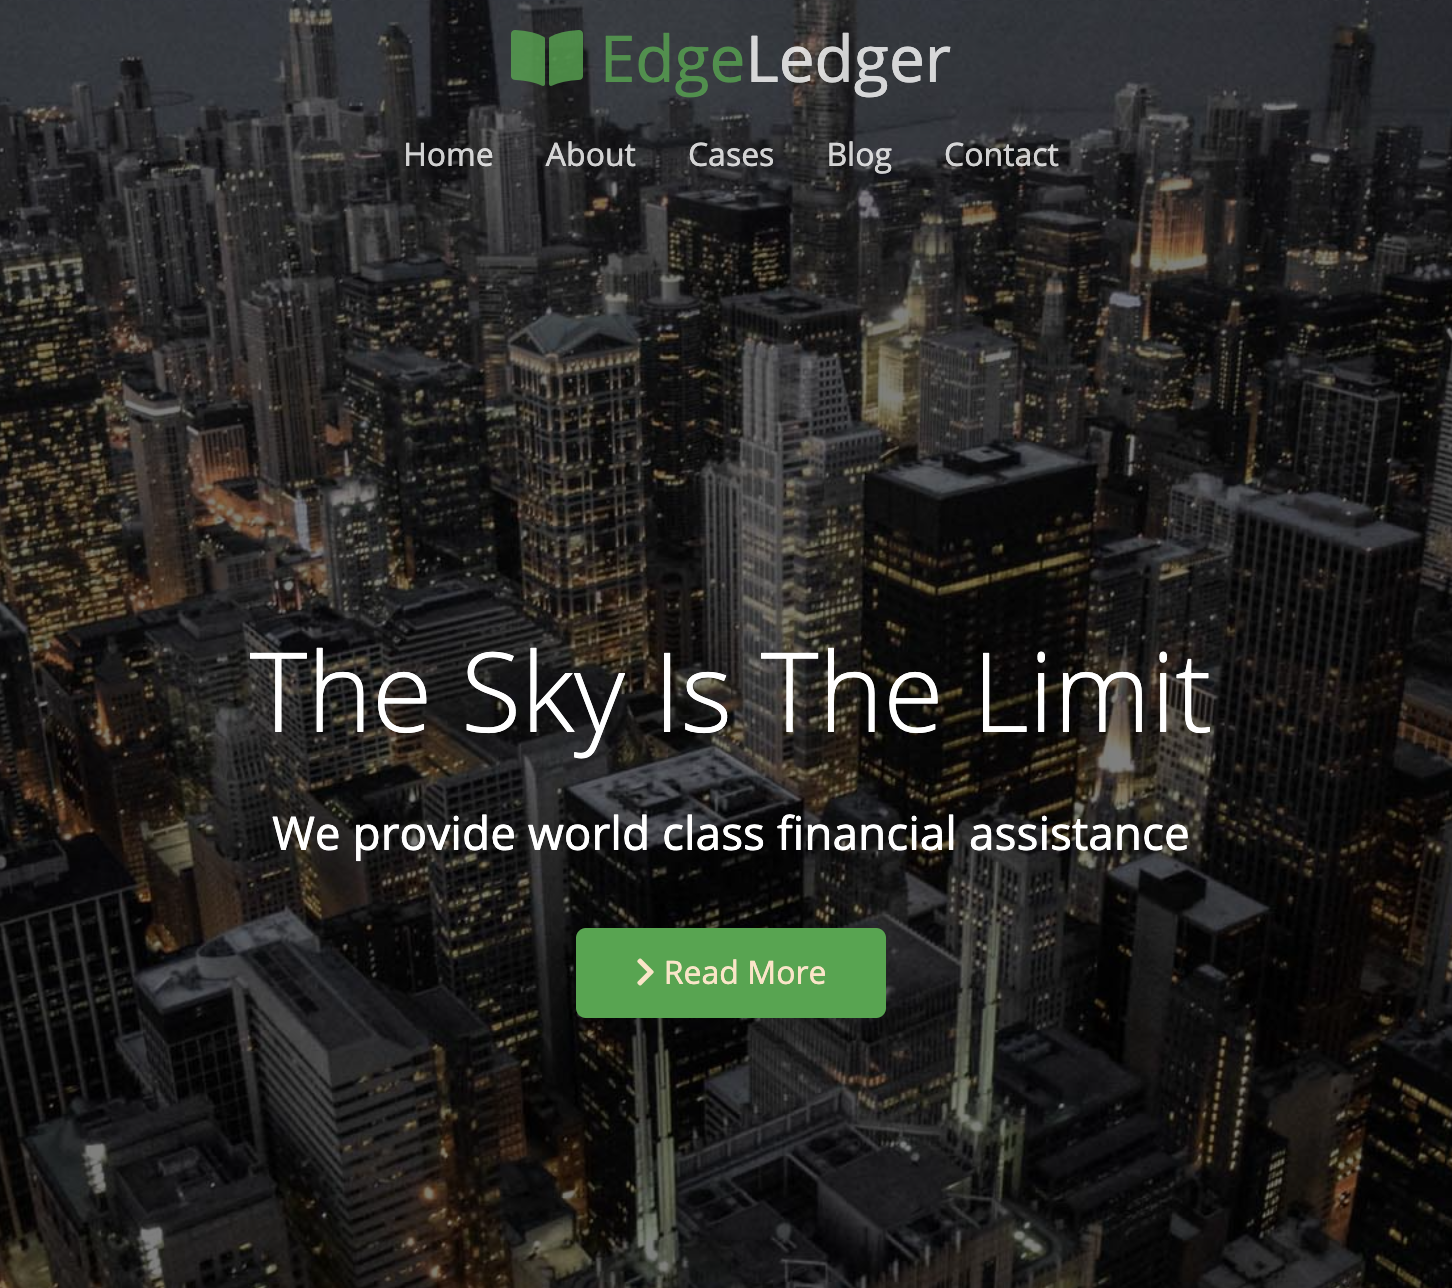 EdgeLedger
Home About Cases Blog Contact
The Sky Is The Limit
We provide world class financial assistance
Read More